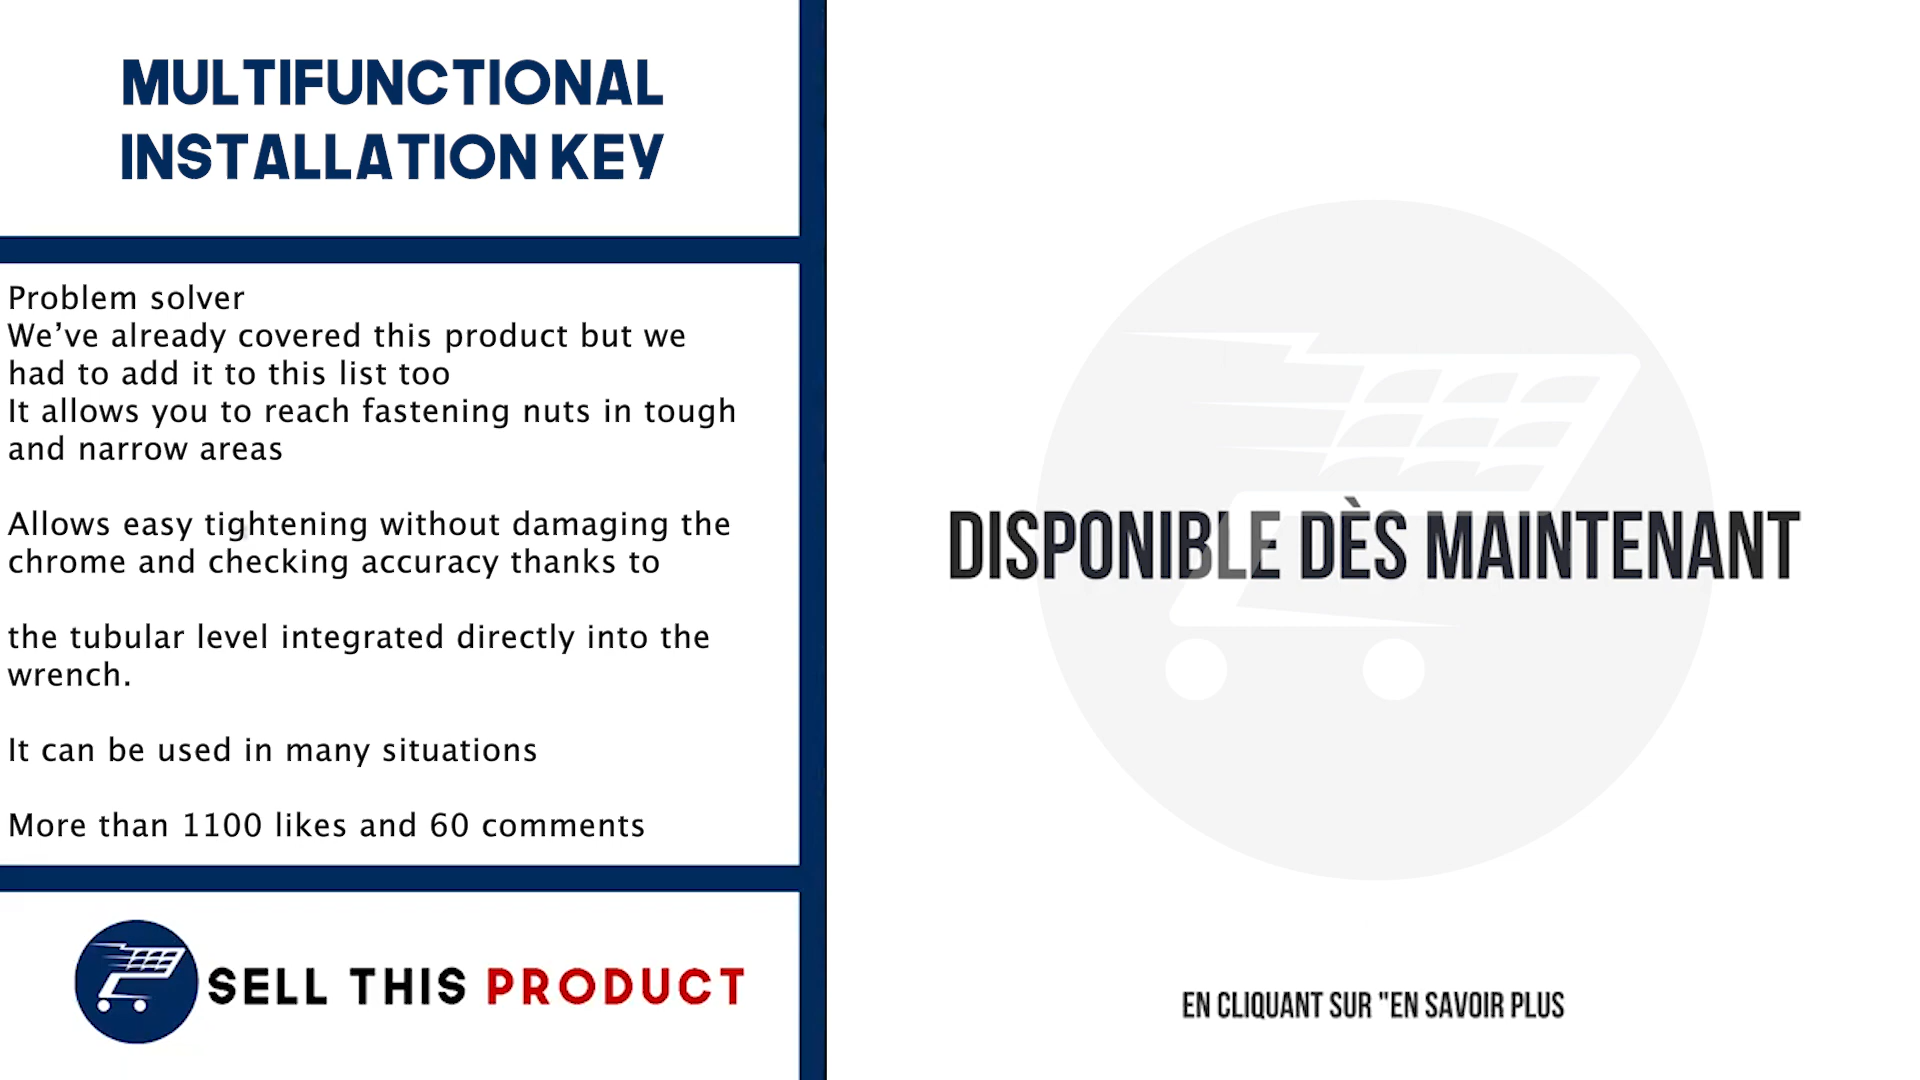 MULTIFUNCTIONAL
INSTALLATION KEY
Problem solver
We've already covered this product but we
had to add it to this list too
It allows you to reach fastening nuts in tough
and narrow areas
Allows easy tightening without damaging the
chrome and checking accuracy thanks to
the tubular level integrated directly into the
wrench.
It can be used in many situations
More than 1100 likes and 60 comments
SELL THIS PRODUCT
DISPONIBLE DÈS MAINTENANT
EN CLIQUANT SUR "EN SAVOIR PLUS